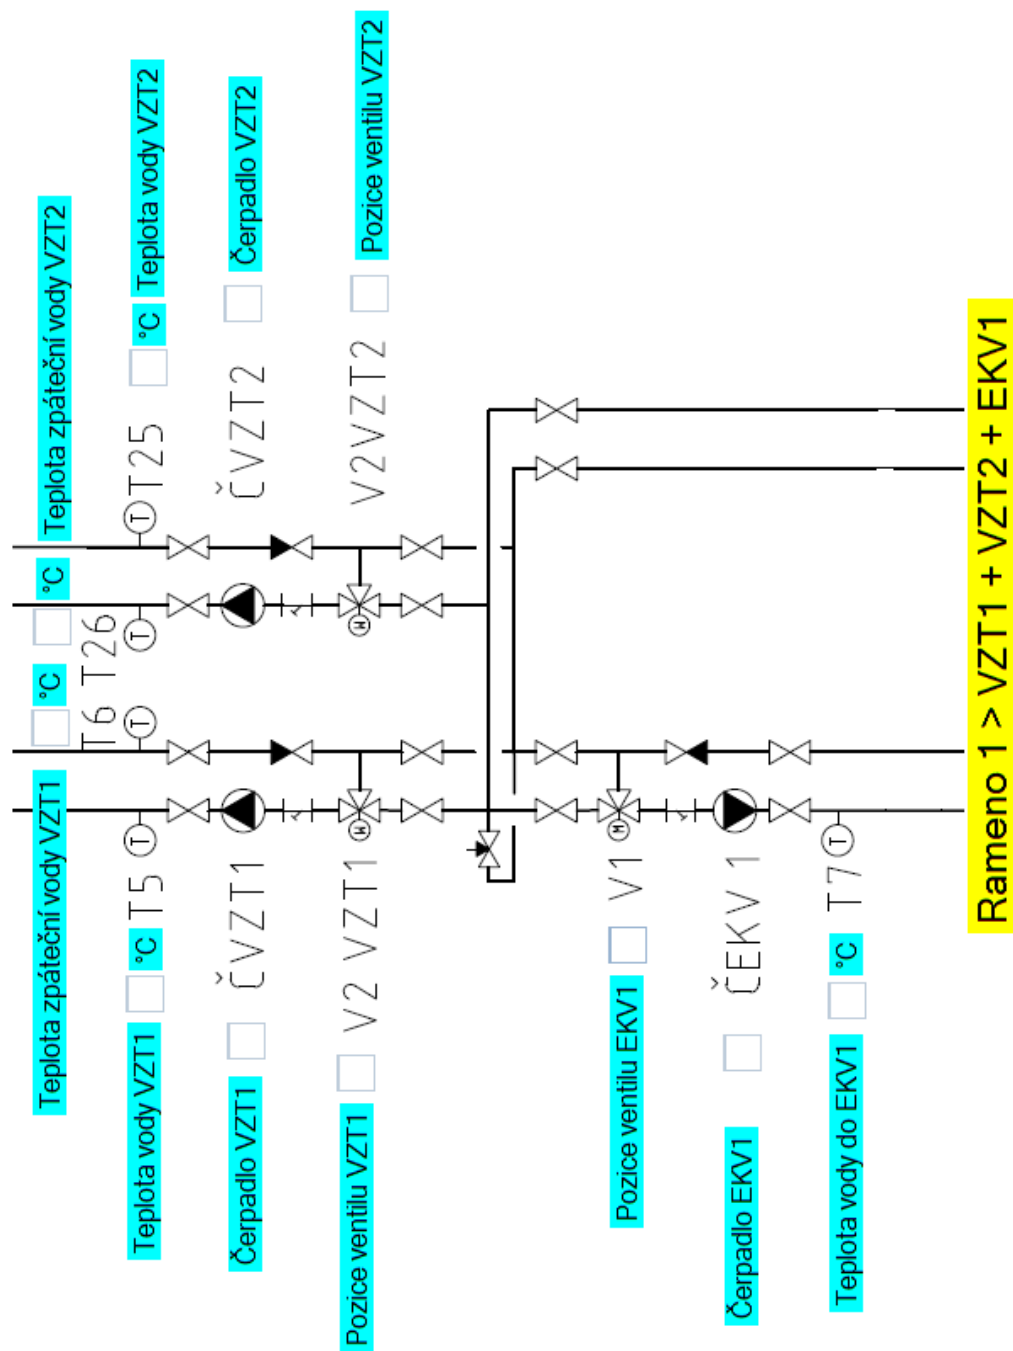 Teplota zpáteční vody VZT1 °C °C Teplota zpáteční vody VZT2
T6 T26
Teplota vody VZT1 °C T5 T T T T T25 °C Teplota vody VZT2
Čerpadlo VZT1 ČVZT1 ČVZT2 Čerpadlo VZT2
Pozice ventilu VZT1 V2 VZT1 M M V2VZT2 Pozice ventilu VZT2
Pozice ventilu EKV1 V1 M
Čerpadlo EKV1 ČEKV 1
Teplota vody do EKV1 °C T7 T
Rameno 1 > VZT1 + VZT2 + EKV1